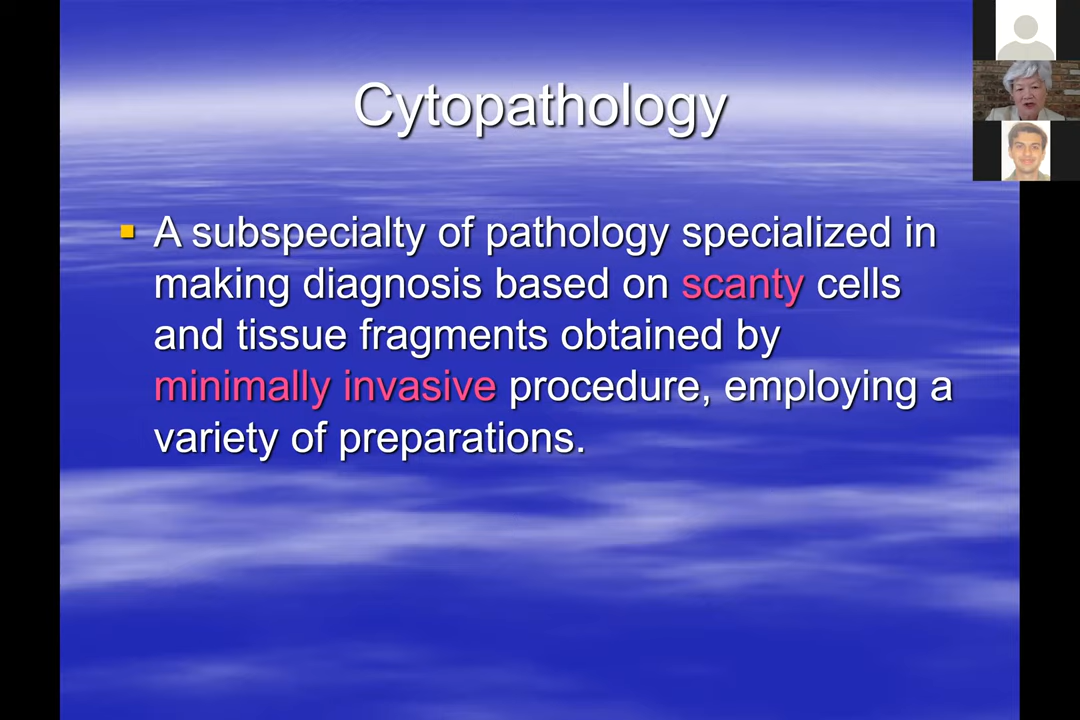 Cytopathology
A subspecialty of pathology specialized in
making diagnosis based on scanty cells
and tissue fragments obtained by
minimally invasive procedure, employing a
variety of preparations.